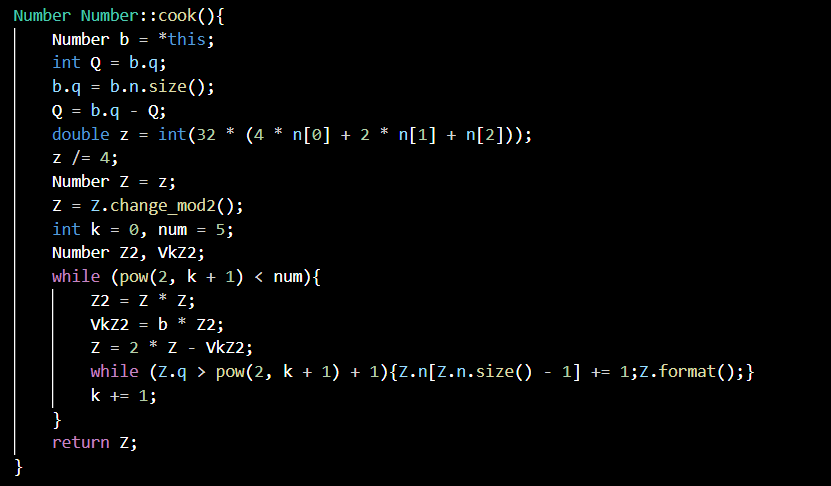 Number Number::cook(){
    Number b = *this;
    int Q = b.q;
    b.q = b.n.size();
    Q = b.q - Q;
    double z = int(32 * (4 * n[0] + 2 * n[1] + n[2]));
    z /= 4;
    Number Z = z;
    Z = Z.change_mod2();
    int k = 0, num = 5;
    Number Z2, VkZ2;
    while (pow(2, k + 1) < num){
        Z2 = Z * Z;
        VkZ2 = b * Z2;
        Z = 2 * Z - VkZ2;
        while (Z.q > pow(2, k + 1) + 1){Z.n[Z.n.size() - 1] += 1;Z.format();}
        k += 1;
    }
    return Z;
}